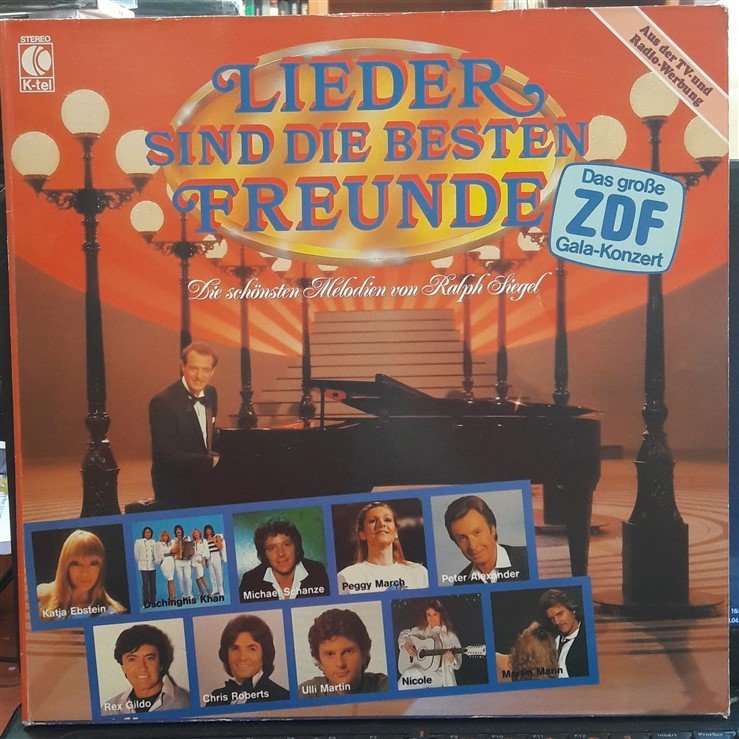 STEREO
K-tel
LIEDER
SIND DIE BESTEN
FREUNDE
Aus der TV-und
Radio-Werbung
Das große
ZDF
Gala-Konzert
Die schönsten Melodien von Ralph Siegel
Katja Ebstein
Dschinghis Khan
Michael Schanze
Peggy March
Peter Alexander
Rex Gildo
Chris Roberts
Ulli Martin
Nicole
Martin Mann